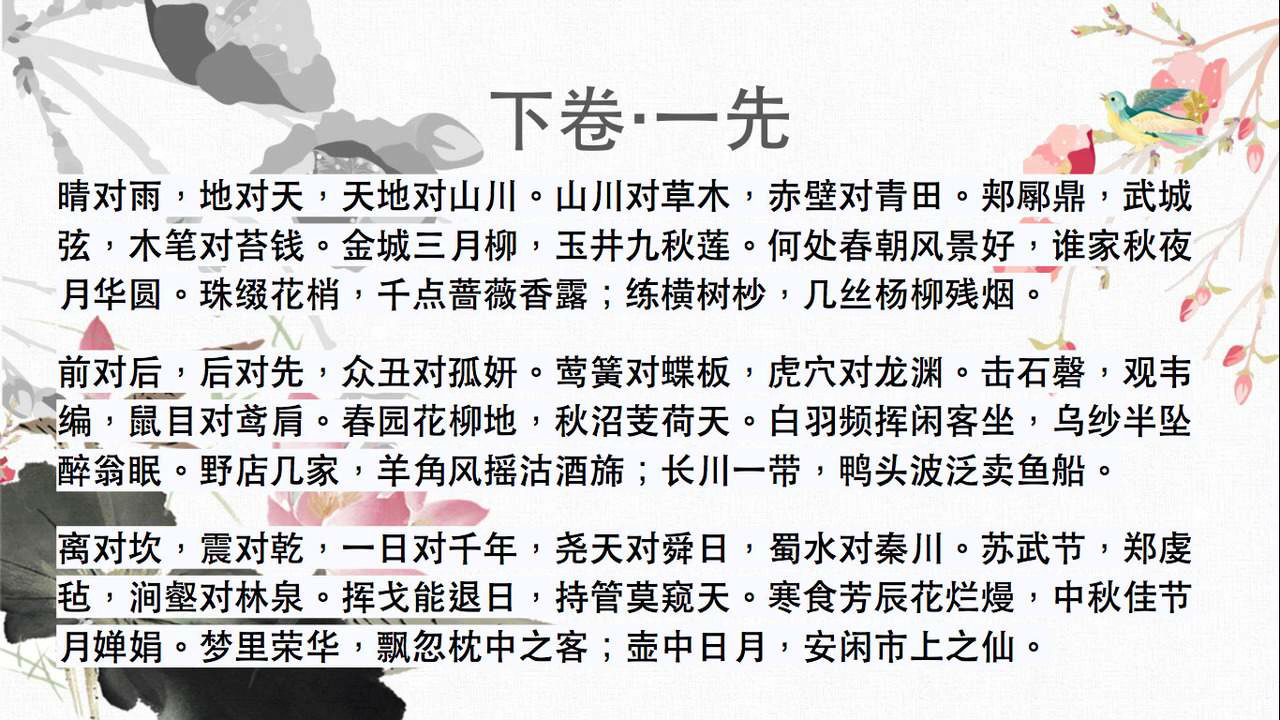 下卷·一先
晴对雨，地对天，天地对山川。山川对草木，赤壁对青田。郏鄏鼎，武城
弦，木笔对苔钱。金城三月柳，玉井九秋莲。何处春朝风景好，谁家秋夜
月华圆。珠缀花梢，千点蔷薇香露；练横树杪，几丝杨柳残烟。
前对后，后对先，众丑对孤妍。莺簧对蝶板，虎穴对龙渊。击石磬，观韦
编，鼠目对鸢肩。春园花柳地，秋沼芰荷天。白羽频挥闲客坐，乌纱半坠
醉翁眠。野店几家，羊角风摇沽酒旆；长川一带，鸭头波泛卖鱼船。
离对坎，震对乾，一日对千年，尧天对舜日，蜀水对秦川。苏武节，郑虔
毡，涧壑对林泉。挥戈能退日，持管莫窥天。寒食芳辰花烂熳，中秋佳节
月婵娟。梦里荣华，飘忽枕中之客；壶中日月，安闲市上之仙。